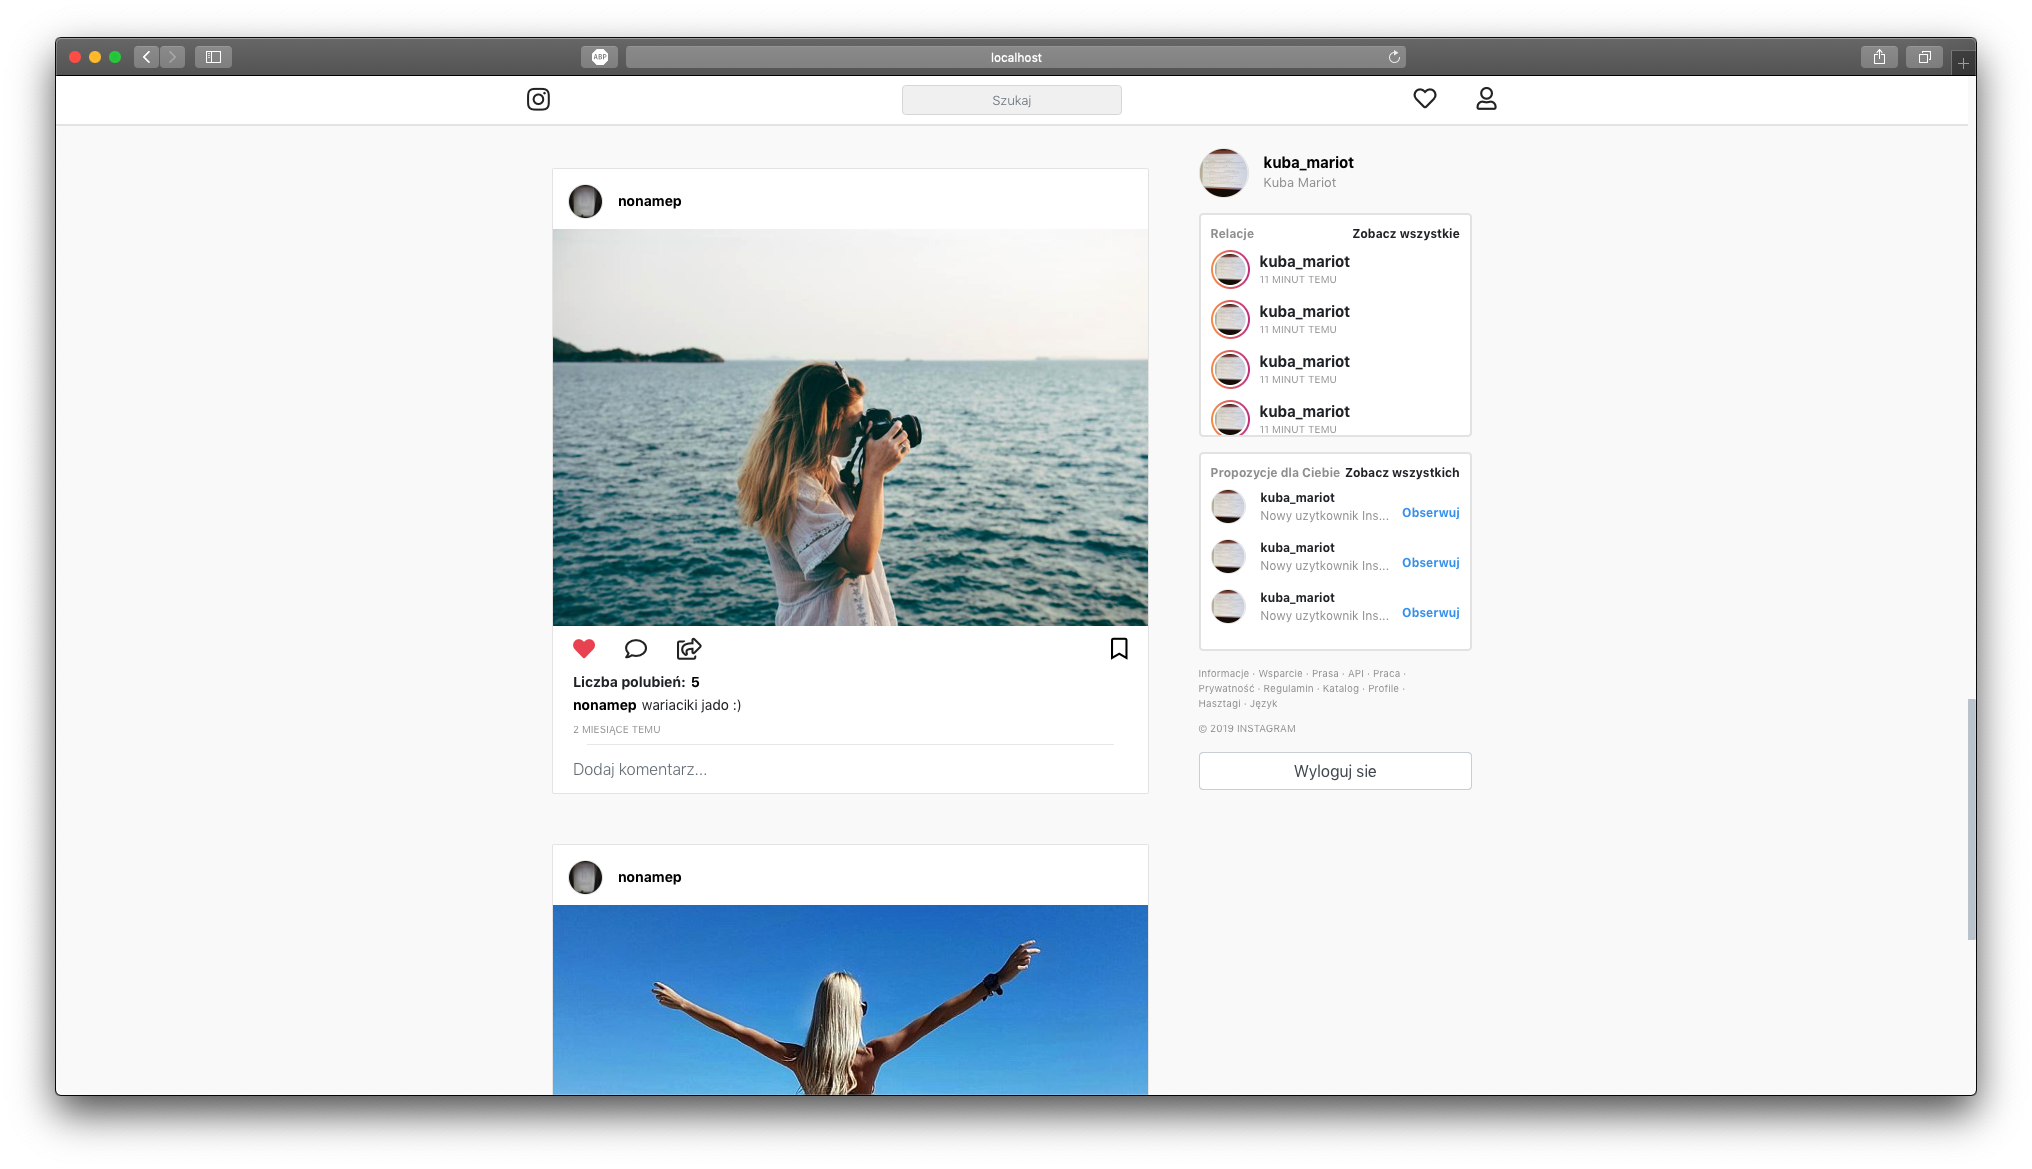 ABP
localhost
Szukaj
nonamep
Liczba polubień: 5
nonamep wariaciki jado :)
2 MIESIĄCE TEMU
Dodaj komentarz...
nonamep
kuba_mariot
Kuba Mariot
Relacje Zobacz wszystkie
kuba_mariot
11 MINUT TEMU
kuba_mariot
11 MINUT TEMU
kuba_mariot
11 MINUT TEMU
kuba_mariot
11 MINUT TEMU
Propozycje dla Ciebie Zobacz wszystkich
kuba_mariot
Nowy uzytkownik Ins... Obserwuj
kuba_mariot
Nowy uzytkownik Ins... Obserwuj
kuba_mariot
Nowy uzytkownik Ins... Obserwuj
Informacje · Wsparcie · Prasa · API · Praca ·
Prywatność · Regulamin · Katalog · Profile ·
Hasztagi · Język
© 2019 INSTAGRAM
Wyloguj sie